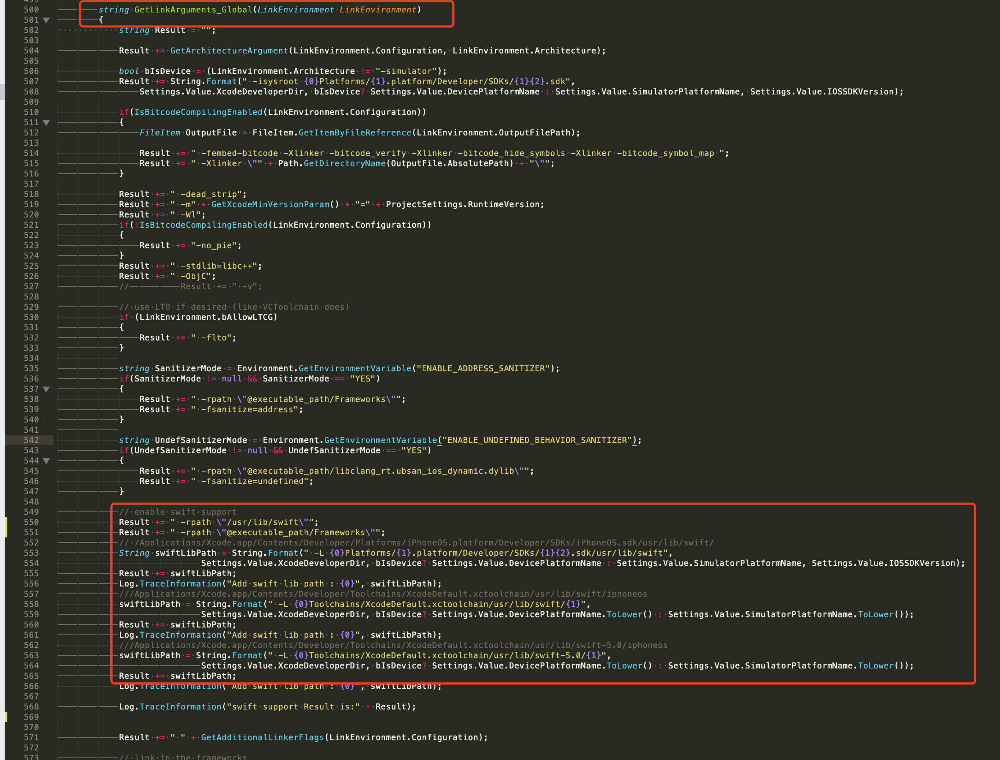 499
500 string GetLinkArguments_Global(LinkEnvironment LinkEnvironment)
501 {
502 string Result = "";
503
504 Result += GetArchitectureArgument(LinkEnvironment.Configuration, LinkEnvironment.Architecture);
505
506 bool bIsDevice = (LinkEnvironment.Architecture != "-simulator");
507 Result += String.Format(" -isysroot {0}Platforms/{1}.platform/Developer/SDKs/{1}{2}.sdk",
508 Settings.Value.XcodeDeveloperDir, bIsDevice? Settings.Value.DevicePlatformName : Settings.Value.SimulatorPlatformName, Settings.Value.IOSSDKVersion);
509
510 if(IsBitcodeCompilingEnabled(LinkEnvironment.Configuration))
511 {
512 FileItem OutputFile = FileItem.GetItemByFileReference(LinkEnvironment.OutputFilePath);
513
514 Result += " -fembed-bitcode -Xlinker -bitcode_verify -Xlinker -bitcode_hide_symbols -Xlinker -bitcode_symbol_map ";
515 Result += " -Xlinker \"" + Path.GetDirectoryName(OutputFile.AbsolutePath) + "\"";
516 }
517
518 Result += " -dead_strip";
519 Result += " -m" + GetXcodeMinVersionParam() + "=" + ProjectSettings.RuntimeVersion;
520 Result += " -Wl";
521 if(!IsBitcodeCompilingEnabled(LinkEnvironment.Configuration))
522 {
523 Result += "-no_pie";
524 }
525 Result += " -stdlib=libc++";
526 Result += " -ObjC";
527 // Result += " -v";
528
529 // use LTO if desired (like VCToolchain does)
530 if (LinkEnvironment.bAllowLTCG)
531 {
532 Result += " -flto";
533 }
534
535 string SanitizerMode = Environment.GetEnvironmentVariable("ENABLE_ADDRESS_SANITIZER");
536 if(SanitizerMode != null && SanitizerMode == "YES")
537 {
538 Result += " -rpath \"@executable_path/Frameworks\"";
539 Result += " -fsanitize=address";
540 }
541
542 string UndefSanitizerMode = Environment.GetEnvironmentVariable("ENABLE_UNDEFINED_BEHAVIOR_SANITIZER");
543 if(UndefSanitizerMode != null && UndefSanitizerMode == "YES")
544 {
545 Result += " -rpath \"@executable_path/libclang_rt.ubsan_ios_dynamic.dylib\"";
546 Result += " -fsanitize=undefined";
547 }
548
549 // enable swift support
550 Result += " -rpath \"/usr/lib/swift\"";
551 Result += " -rpath \"@executable_path/Frameworks\"";
552 // /Applications/Xcode.app/Contents/Developer/Platforms/iPhoneOS.platform/Developer/SDKs/iPhoneOS.sdk/usr/lib/swift/
553 String swiftLibPath = String.Format(" -L {0}Platforms/{1}.platform/Developer/SDKs/{1}{2}.sdk/usr/lib/swift",
554 Settings.Value.XcodeDeveloperDir, bIsDevice? Settings.Value.DevicePlatformName : Settings.Value.SimulatorPlatformName, Settings.Value.IOSSDKVersion);
555 Result += swiftLibPath;
556 Log.TraceInformation("Add swift lib path : {0}", swiftLibPath);
557 ///Applications/Xcode.app/Contents/Developer/Toolchains/XcodeDefault.xctoolchain/usr/lib/swift/iphoneos
558 swiftLibPath = String.Format(" -L {0}Toolchains/XcodeDefault.xctoolchain/usr/lib/swift/{1}",
559 Settings.Value.XcodeDeveloperDir, bIsDevice? Settings.Value.DevicePlatformName.ToLower() : Settings.Value.SimulatorPlatformName.ToLower());
560 Result += swiftLibPath;
561 Log.TraceInformation("Add swift lib path : {0}", swiftLibPath);
562 ///Applications/Xcode.app/Contents/Developer/Toolchains/XcodeDefault.xctoolchain/usr/lib/swift-5.0/iphoneos
563 swiftLibPath = String.Format(" -L {0}Toolchains/XcodeDefault.xctoolchain/usr/lib/swift-5.0/{1}",
564 Settings.Value.XcodeDeveloperDir, bIsDevice? Settings.Value.DevicePlatformName.ToLower() : Settings.Value.SimulatorPlatformName.ToLower());
565 Result += swiftLibPath;
566 Log.TraceInformation("Add swift lib path : {0}", swiftLibPath);
567
568 Log.TraceInformation("swift support Result is:" + Result);
569
570
571 Result += " " + GetAdditionalLinkerFlags(LinkEnvironment.Configuration);
572
573 // link in the frameworks